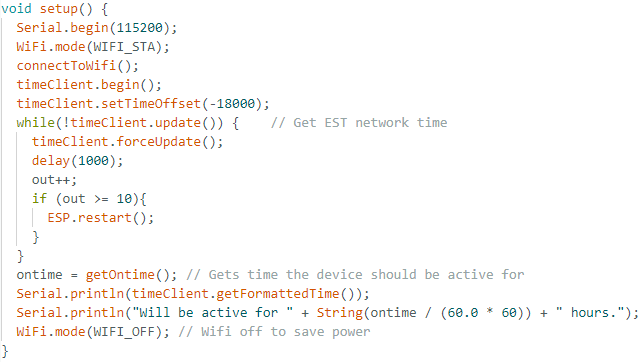 void setup() {
  Serial.begin(115200);
  WiFi.mode(WIFI_STA);
  connectToWifi();
  timeClient.begin();
  timeClient.setTimeOffset(-18000);
  while(!timeClient.update()) {    // Get EST network time
    timeClient.forceUpdate();
    delay(1000);
    out++;
    if (out >= 10){
      ESP.restart();
    }
  }
  ontime = getOntime(); // Gets time the device should be active for
  Serial.println(timeClient.getFormattedTime());
  Serial.println("Will be active for " + String(ontime / (60.0 * 60)) + " hours.");
  WiFi.mode(WIFI_OFF); // Wifi off to save power
}